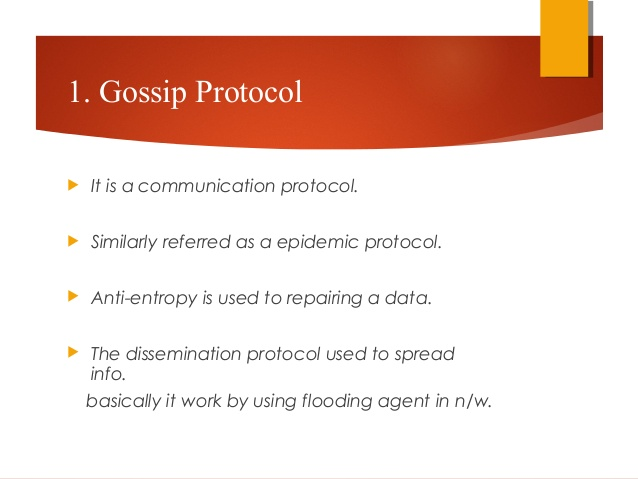 1. Gossip Protocol
It is a communication protocol.
Similarly referred as a epidemic protocol.
Anti-entropy is used to repairing a data.
The dissemination protocol used to spread
info.
basically it work by using flooding agent in n/w.